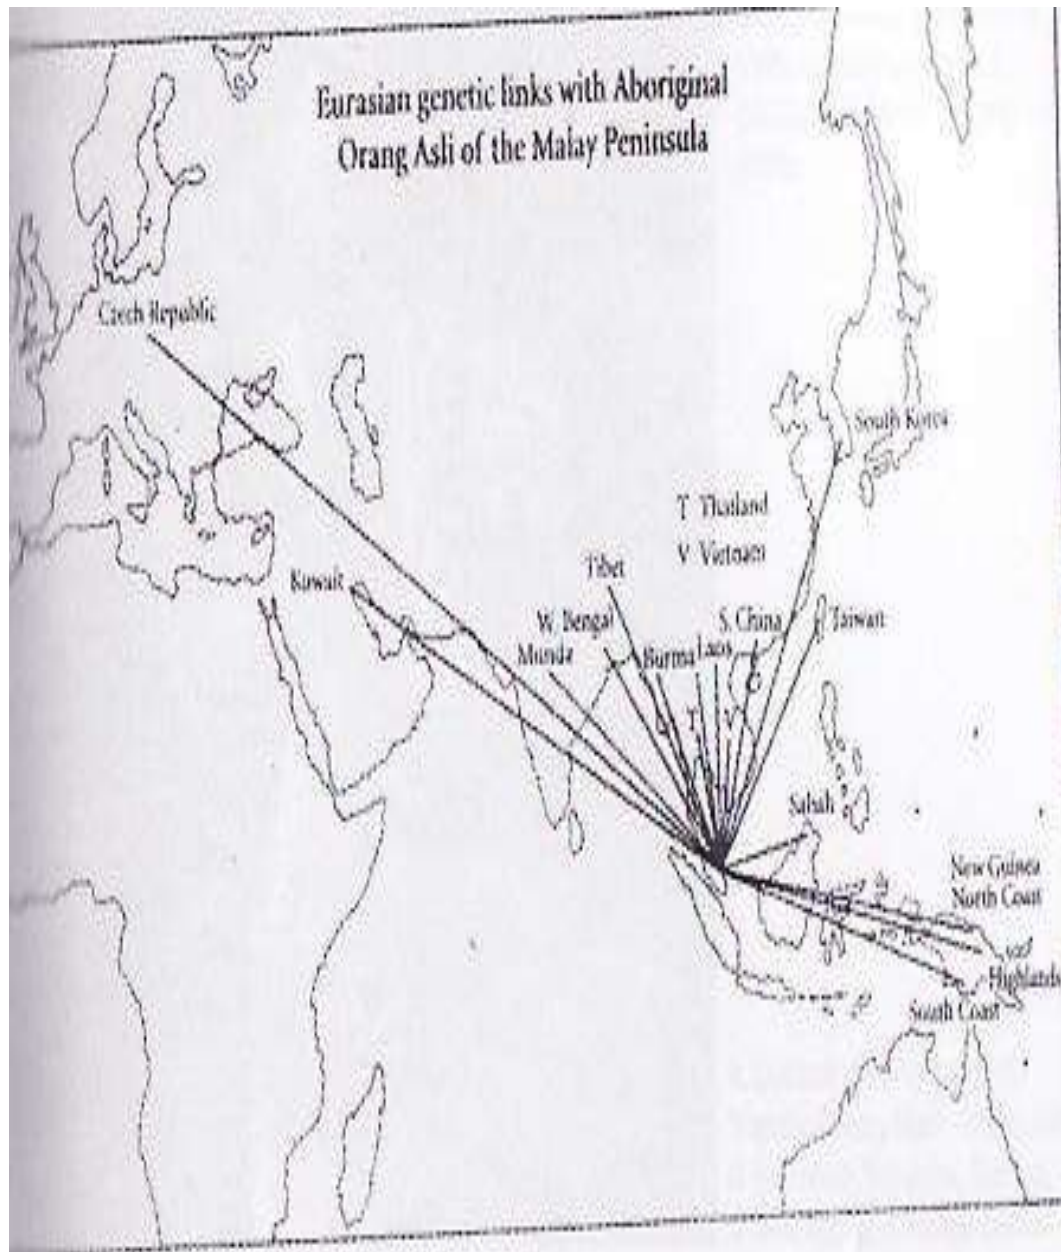 Eurasian genetic links with Aboriginal
Orang Asli of the Malay Peninsula
Czech Republic
South Korea
T Thailand
V Vietnam
Tibet
Kuwait
W. Bengal
S. China
Taiwan
Munda
Burma
Laos
T
V
Sabah
New Guinea
North Coast
Highlands
South Coast